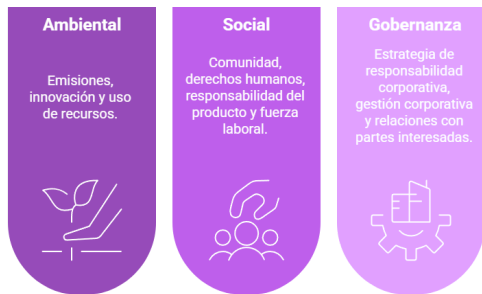 Ambiental
Emisiones,
innovación y uso
de recursos.
Social
Comunidad,
derechos humanos,
responsabilidad del
producto y fuerza
laboral.
Gobernanza
Estrategia de
responsabilidad
corporativa,
gestión corporativa
y relaciones con
partes interesadas.